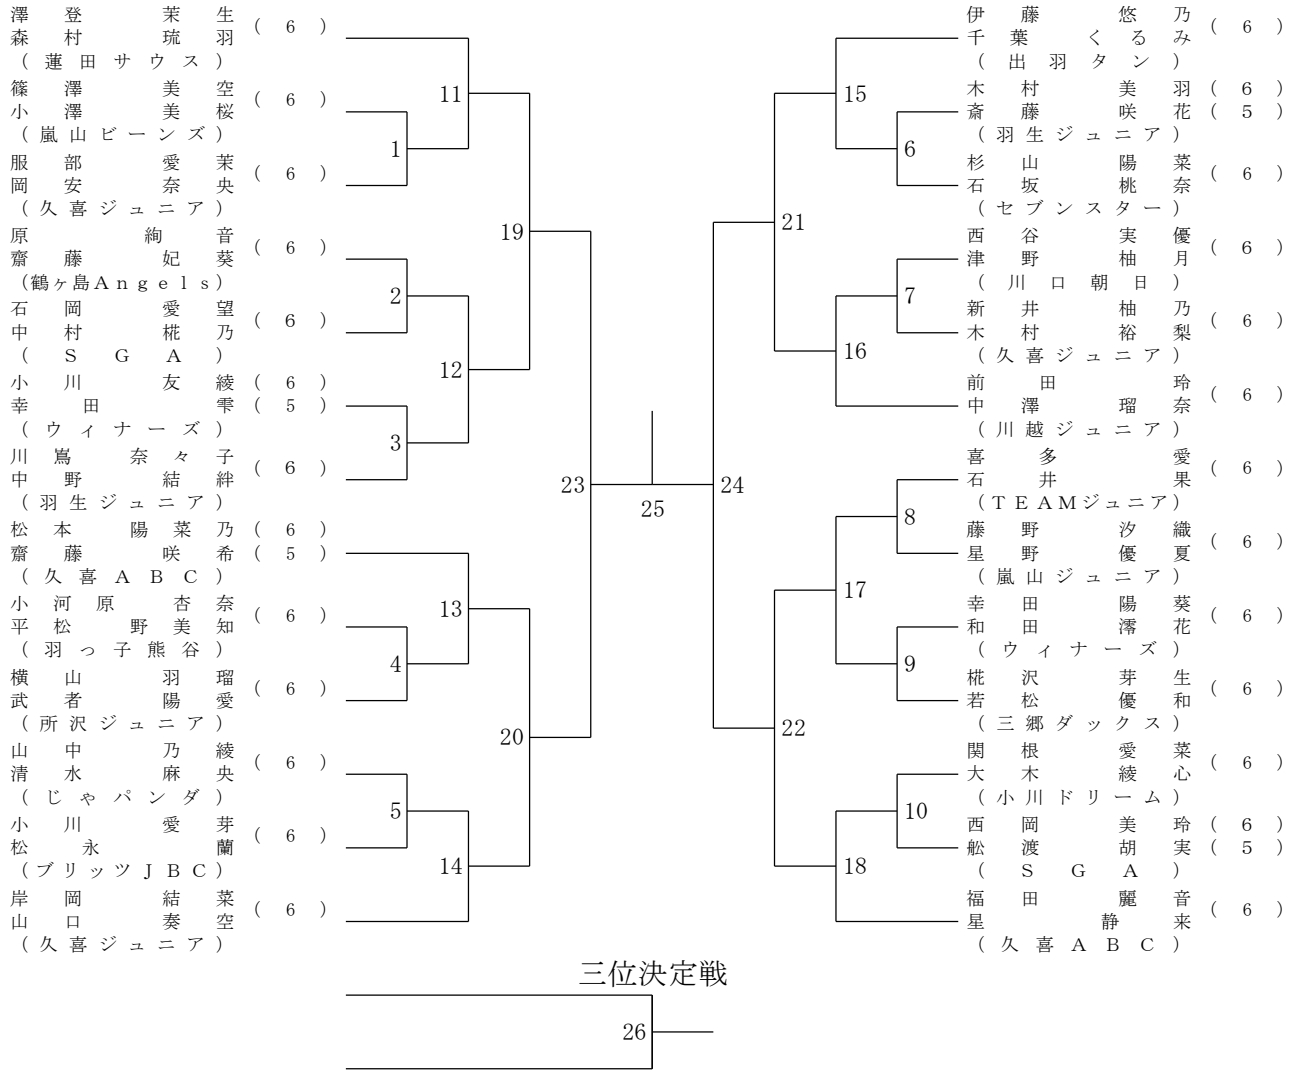 澤登 茉生
森村 琉羽
( 6 )
(蓮田サウス)
篠澤 美空
小澤 美桜
( 6 )
(嵐山ビーンズ)
服部 愛茉
岡安 奈央
( 6 )
(久喜ジュニア)
原 絢音
齋藤 妃葵
( 6 )
(鶴ヶ島Angels)
石岡 愛望
中村 椛乃
( 6 )
(SGA)
小川 友綾 ( 6 )
幸田 雫 ( 5 )
(ウィナーズ)
川嶌 奈々子
中野 結絆
( 6 )
(羽生ジュニア)
松本 陽菜乃 ( 6 )
齋藤 咲希 ( 5 )
(久喜ABC)
小河原 杏奈
平松 野美知
( 6 )
(羽っ子熊谷)
横山 羽瑠
武者 陽愛
( 6 )
(所沢ジュニア)
山中 乃綾
清水 麻央
( 6 )
(じゃパンダ)
小川 愛芽
松永 蘭
( 6 )
(ブリッツJBC)
岸岡 結菜
山口 奏空
( 6 )
(久喜ジュニア)
1
2
3
4
5
11
12
13
14
19
20
23
25
24
21
22
15
16
17
18
6
7
8
9
10
伊藤 悠乃
千葉 くるみ
( 6 )
(出羽タン)
木村 美羽 ( 6 )
斎藤 咲花 ( 5 )
(羽生ジュニア)
杉山 陽菜
石坂 桃奈
( 6 )
(セブンスター)
西谷 実優
津野 柚月
( 6 )
(川口朝日)
新井 柚乃
木村 裕梨
( 6 )
(久喜ジュニア)
前田 玲
中澤 瑠奈
( 6 )
(川越ジュニア)
喜多 愛
石井 果
( 6 )
(TEAMジュニア)
藤野 汐織
星野 優夏
( 6 )
(嵐山ジュニア)
幸田 陽葵
和田 澪花
( 6 )
(ウィナーズ)
椛沢 芽生
若松 優和
( 6 )
(三郷ダックス)
関根 愛菜
大木 綾心
( 6 )
(小川ドリーム)
西岡 美玲 ( 6 )
舩渡 胡実 ( 5 )
(SGA)
福田 麗音
星 静来
( 6 )
(久喜ABC)
三位決定戦
26